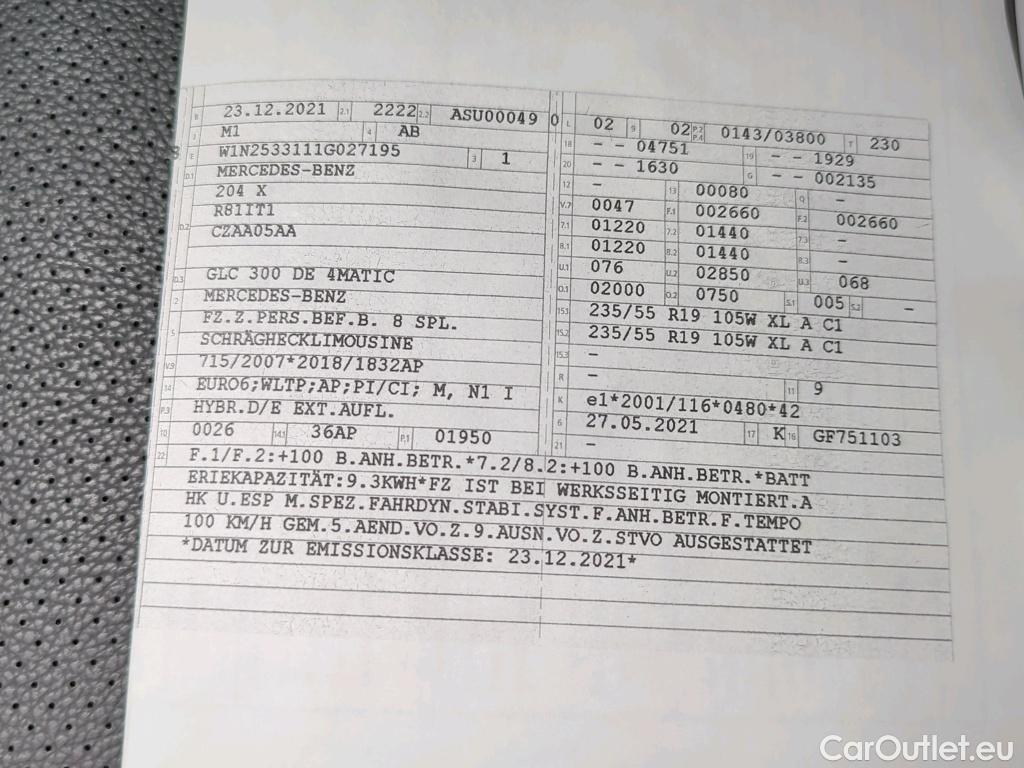 B 23.12.2021 2.1 2222 2.2 ASU00049 0
J M1 4 AB
E W1N2533111G027195 3 1
D.1 MERCEDES-BENZ
204 X
R81IT1
D.2 CZAA05AA
D.3 GLC 300 DE 4MATIC
2 MERCEDES-BENZ
FZ.Z.PERS.BEF.B. 8 SPL.
5 SCHRÄGHECKLIMOUSINE
V.9 715/2007*2018/1832AP
14 EURO6;WLTP;AP;PI/CI; M, N1 I
P.3 HYBR.D/E EXT.AUFL.
10 0026 14.1 36AP P.1 01950
L 02 9 02 P.2 P.4 0143/03800 T 230
18 - - 04751 19 - - 1929
20 - - 1630 G - - 002135
12 - 13 00080 Q -
V.7 0047 F.1 002660 F.2 002660
7.1 01220 7.2 01440 7.3 -
8.1 01220 8.2 01440 8.3 -
U.1 076 U.2 02850 U.3 068
O.1 02000 O.2 0750 S.1 005 S.2 -
15.1 235/55 R19 105W XL A C1
15.2 235/55 R19 105W XL A C1
15.3 -
R - 11 9
K e1*2001/116*0480*42
6 27.05.2021 17 K 16 GF751103
21 -
22 F.1/F.2:+100 B.ANH.BETR.*7.2/8.2:+100 B.ANH.BETR.*BATT
ERIEKAPAZITÄT:9.3KWH*FZ IST BEI WERKSSEITIG MONTIERT.A
HK U.ESP M.SPEZ.FAHRDYN.STABI.SYST.F.ANH.BETR.F.TEMPO
100 KM/H GEM.5.AEND.VO.Z.9.AUSN.VO.Z.STVO AUSGESTATTET
*DATUM ZUR EMISSIONSKLASSE: 23.12.2021*
CarOutlet.eu